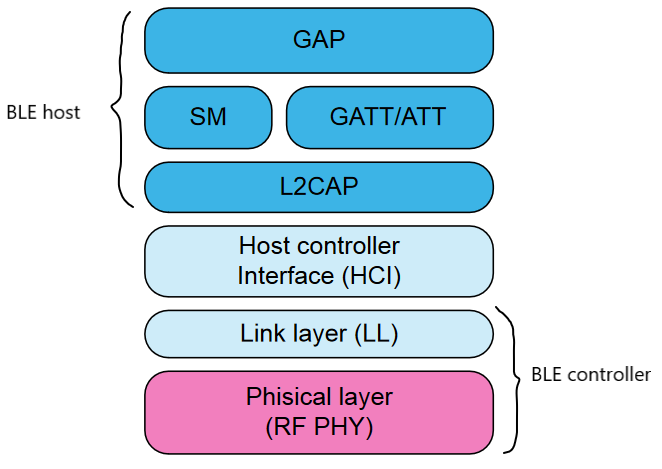 GAP
BLE host
SM
GATT/ATT
L2CAP
Host controller
Interface (HCI)
Link layer (LL)
BLE controller
Phisical layer
(RF PHY)